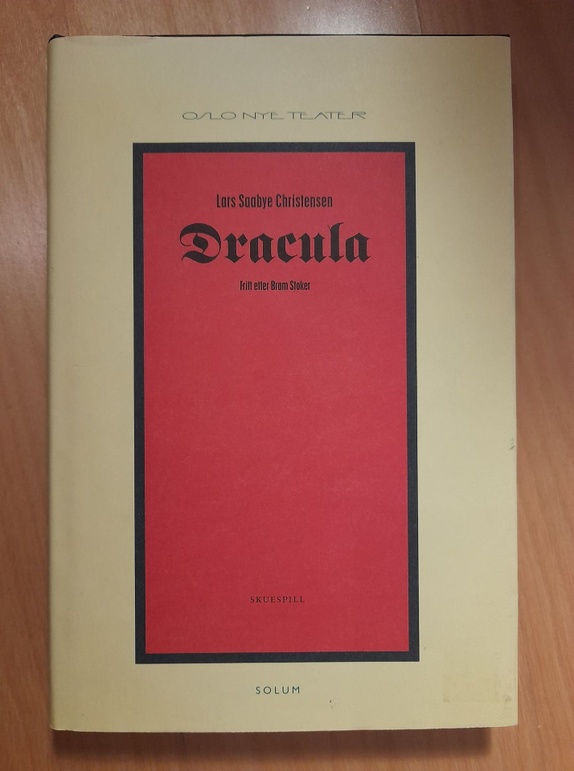 OSLO NYE TEATER
Lars Saabye Christensen
Dracula
Fritt etter Bram Stoker
SKUESPILL
SOLUM